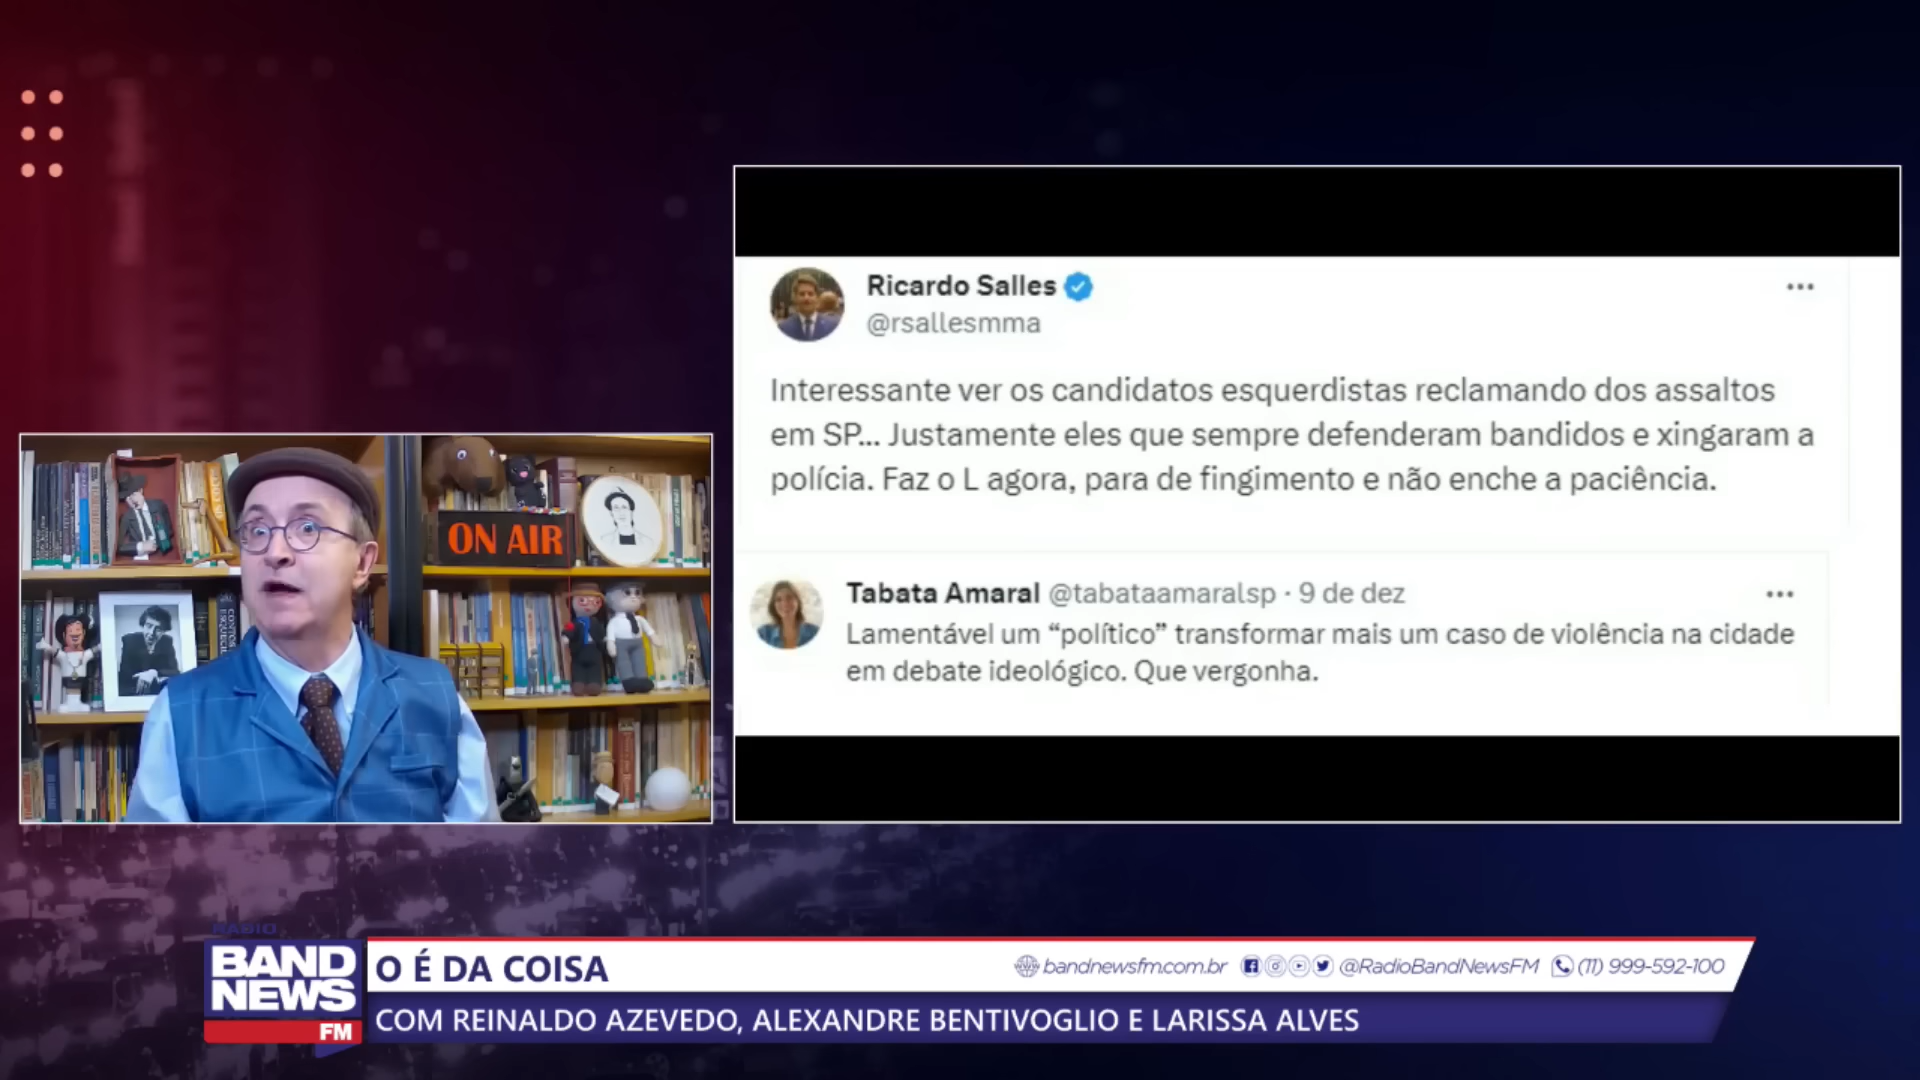 Ricardo Salles
@rsallesmma
Interessante ver os candidatos esquerdistas reclamando dos assaltos
em SP... Justamente eles que sempre defenderam bandidos e xingaram a
polícia. Faz o L agora, para de fingimento e não enche a paciência.
Tabata Amaral @tabataamaralsp · 9 de dez
Lamentável um “político” transformar mais um caso de violência na cidade
em debate ideológico. Que vergonha.
ON AIR
RÁDIO
BAND
NEWS
FM
O É DA COISA
bandnewsfm.com.br @RadioBandNewsFM (11) 999-592-100
COM REINALDO AZEVEDO, ALEXANDRE BENTIVOGLIO E LARISSA ALVES